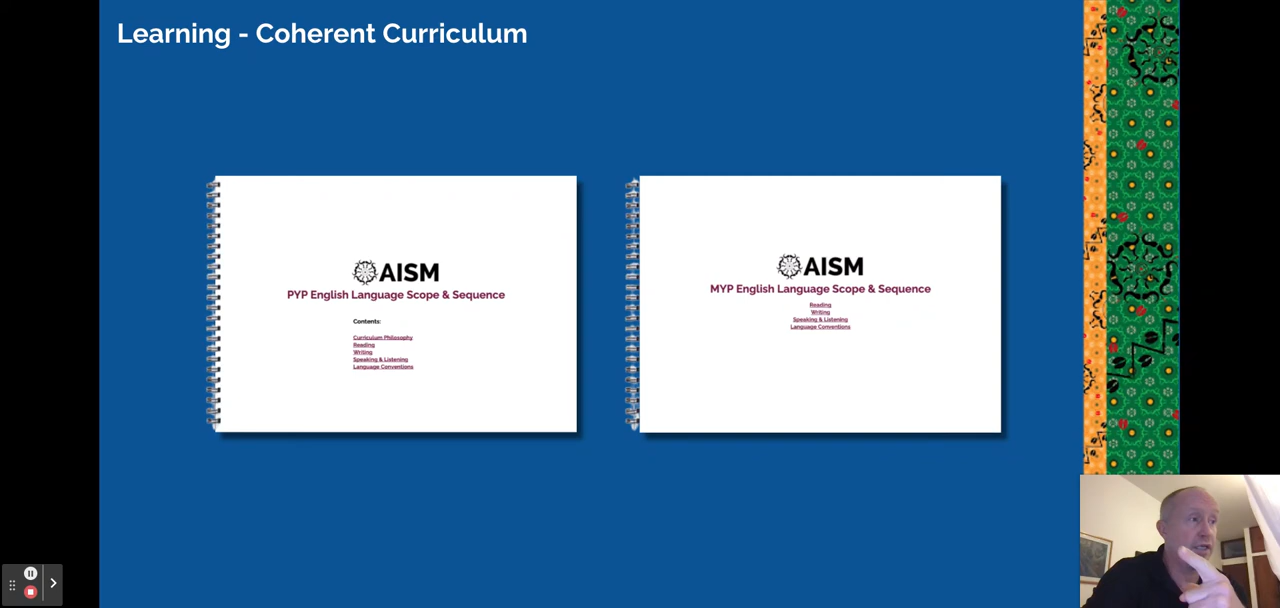 Learning - Coherent Curriculum
AISM
PYP English Language Scope & Sequence
Contents:
Curriculum Philosophy
Reading
Writing
Speaking & Listening
Language Conventions
AISM
MYP English Language Scope & Sequence
Reading
Writing
Speaking & Listening
Language Conventions